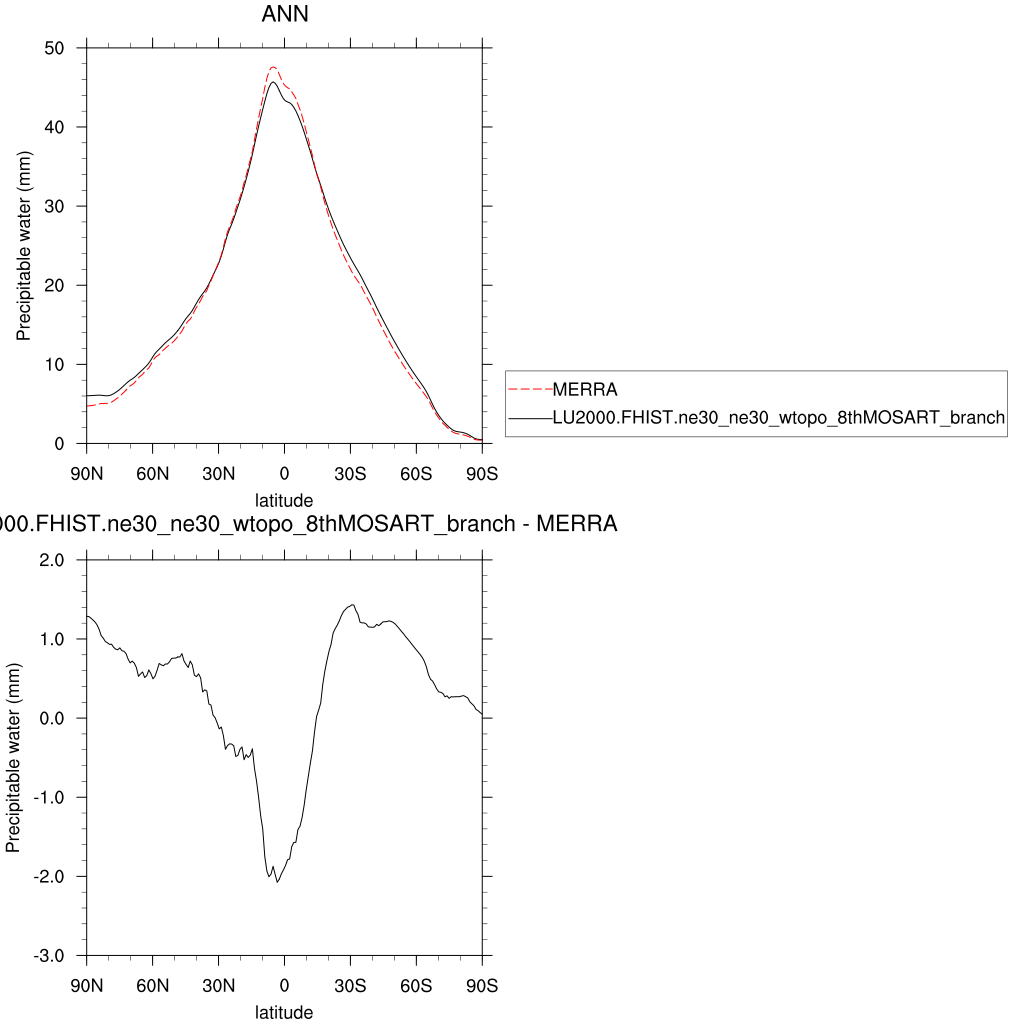 ANN
50
40
30
20
10
0
Precipitable water (mm)
90N 60N 30N 0 30S 60S 90S
latitude
MERRA
LU2000.FHIST.ne30_ne30_wtopo_8thMOSART_branch
000.FHIST.ne30_ne30_wtopo_8thMOSART_branch - MERRA
2.0
1.0
0.0
-1.0
-2.0
-3.0
Precipitable water (mm)
90N 60N 30N 0 30S 60S 90S
latitude